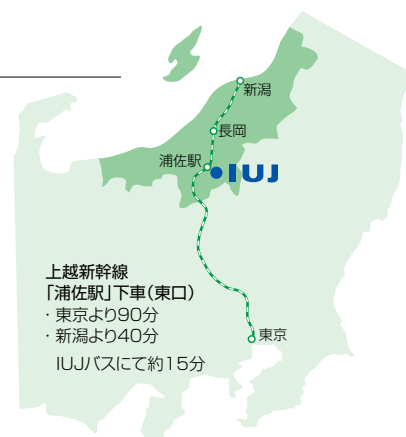 新潟
長岡
浦佐駅
IUJ
上越新幹線
「浦佐駅」下車（東口）
・東京より90分
・新潟より40分
IUJバスにて約15分
東京